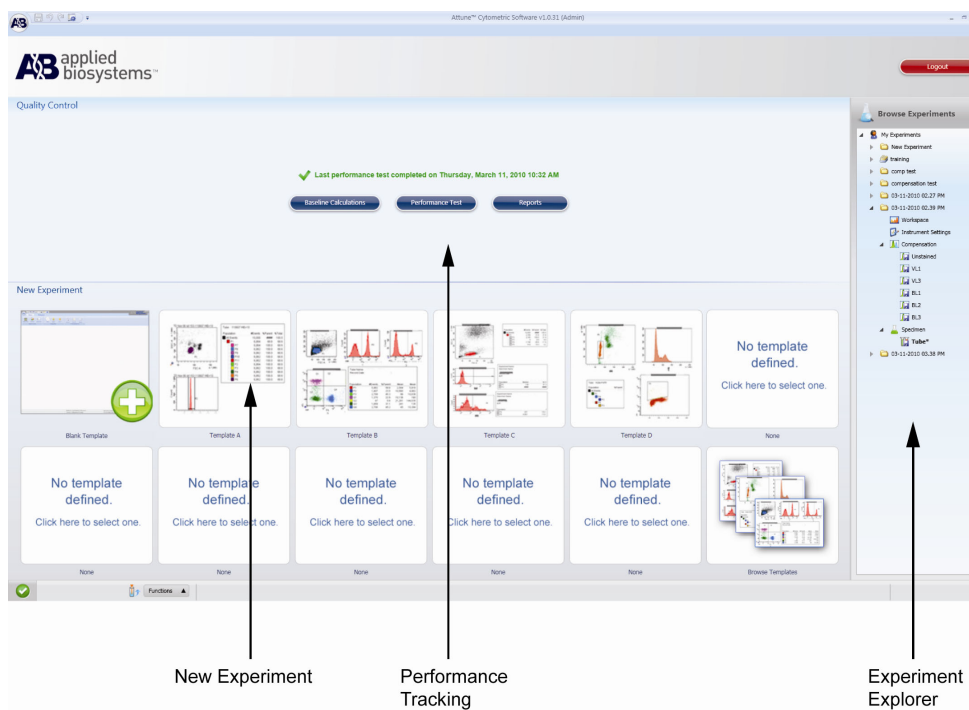 Attune™ Cytometric Software v1.0.31 (Admin)
AB
AB applied
biosystems™
Logout
Quality Control
Browse Experiments
My Experiments
New Experiment
training
comp test
compensation test
03-11-2010 02.27 PM
03-11-2010 02.39 PM
Workspace
Instrument Settings
Compensation
Unstained
VL1
VL3
BL1
BL2
BL3
Specimen
Tube*
03-11-2010 03.38 PM
Last performance test completed on Thursday, March 11, 2010 10:32 AM
Baseline Calculations
Performance Test
Reports
New Experiment
No template
defined.
Click here to select one.
Blank Template
Template A
Template B
Template C
Template D
None
No template
defined.
Click here to select one.
No template
defined.
Click here to select one.
No template
defined.
Click here to select one.
No template
defined.
Click here to select one.
No template
defined.
Click here to select one.
None
None
None
None
None
Browse Templates
Functions
New Experiment
Performance
Tracking
Experiment
Explorer